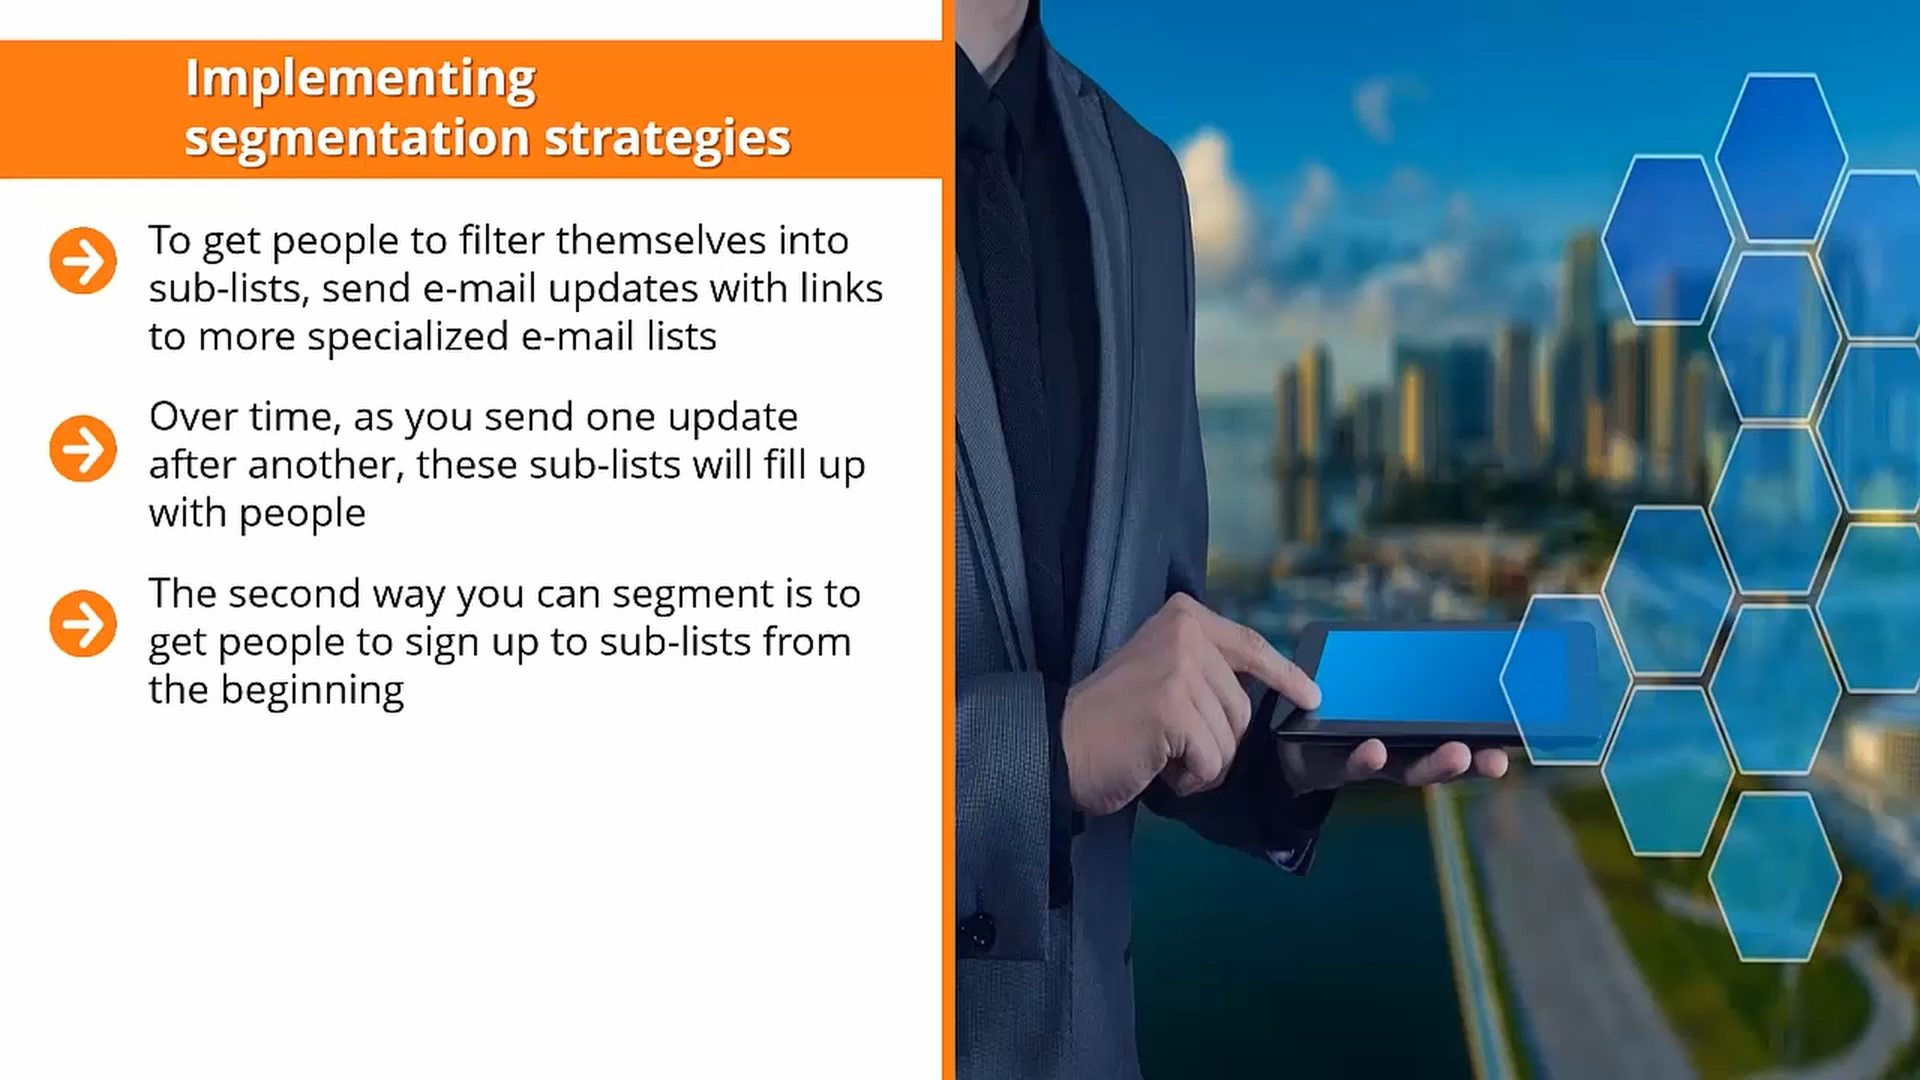 Implementing
segmentation strategies
To get people to filter themselves into
sub-lists, send e-mail updates with links
to more specialized e-mail lists
Over time, as you send one update
after another, these sub-lists will fill up
with people
The second way you can segment is to
get people to sign up to sub-lists from
the beginning